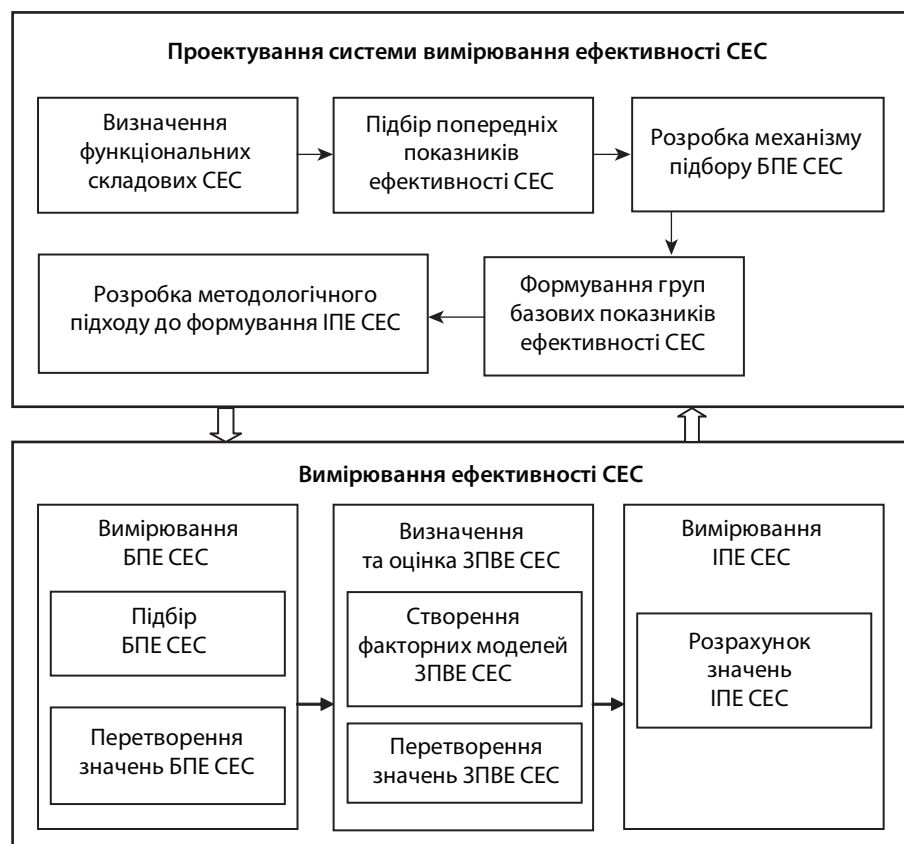 Проектування системи вимірювання ефективності СЕС
Визначення
функціональних
складових СЕС
Підбір попередніх
показників
ефективності СЕС
Розробка механізму
підбору БПЕ СЕС
Розробка методологічного
підходу до формування ІПЕ СЕС
Формування груп
базових показників
ефективності СЕС
Вимірювання ефективності СЕС
Вимірювання
БПЕ СЕС
Підбір
БПЕ СЕС
Перетворення
значень БПЕ СЕС
Визначення
та оцінка ЗПВЕ СЕС
Створення
факторних моделей
ЗПВЕ СЕС
Перетворення
значень ЗПВЕ СЕС
Вимірювання
ІПЕ СЕС
Розрахунок
значень
ІПЕ СЕС